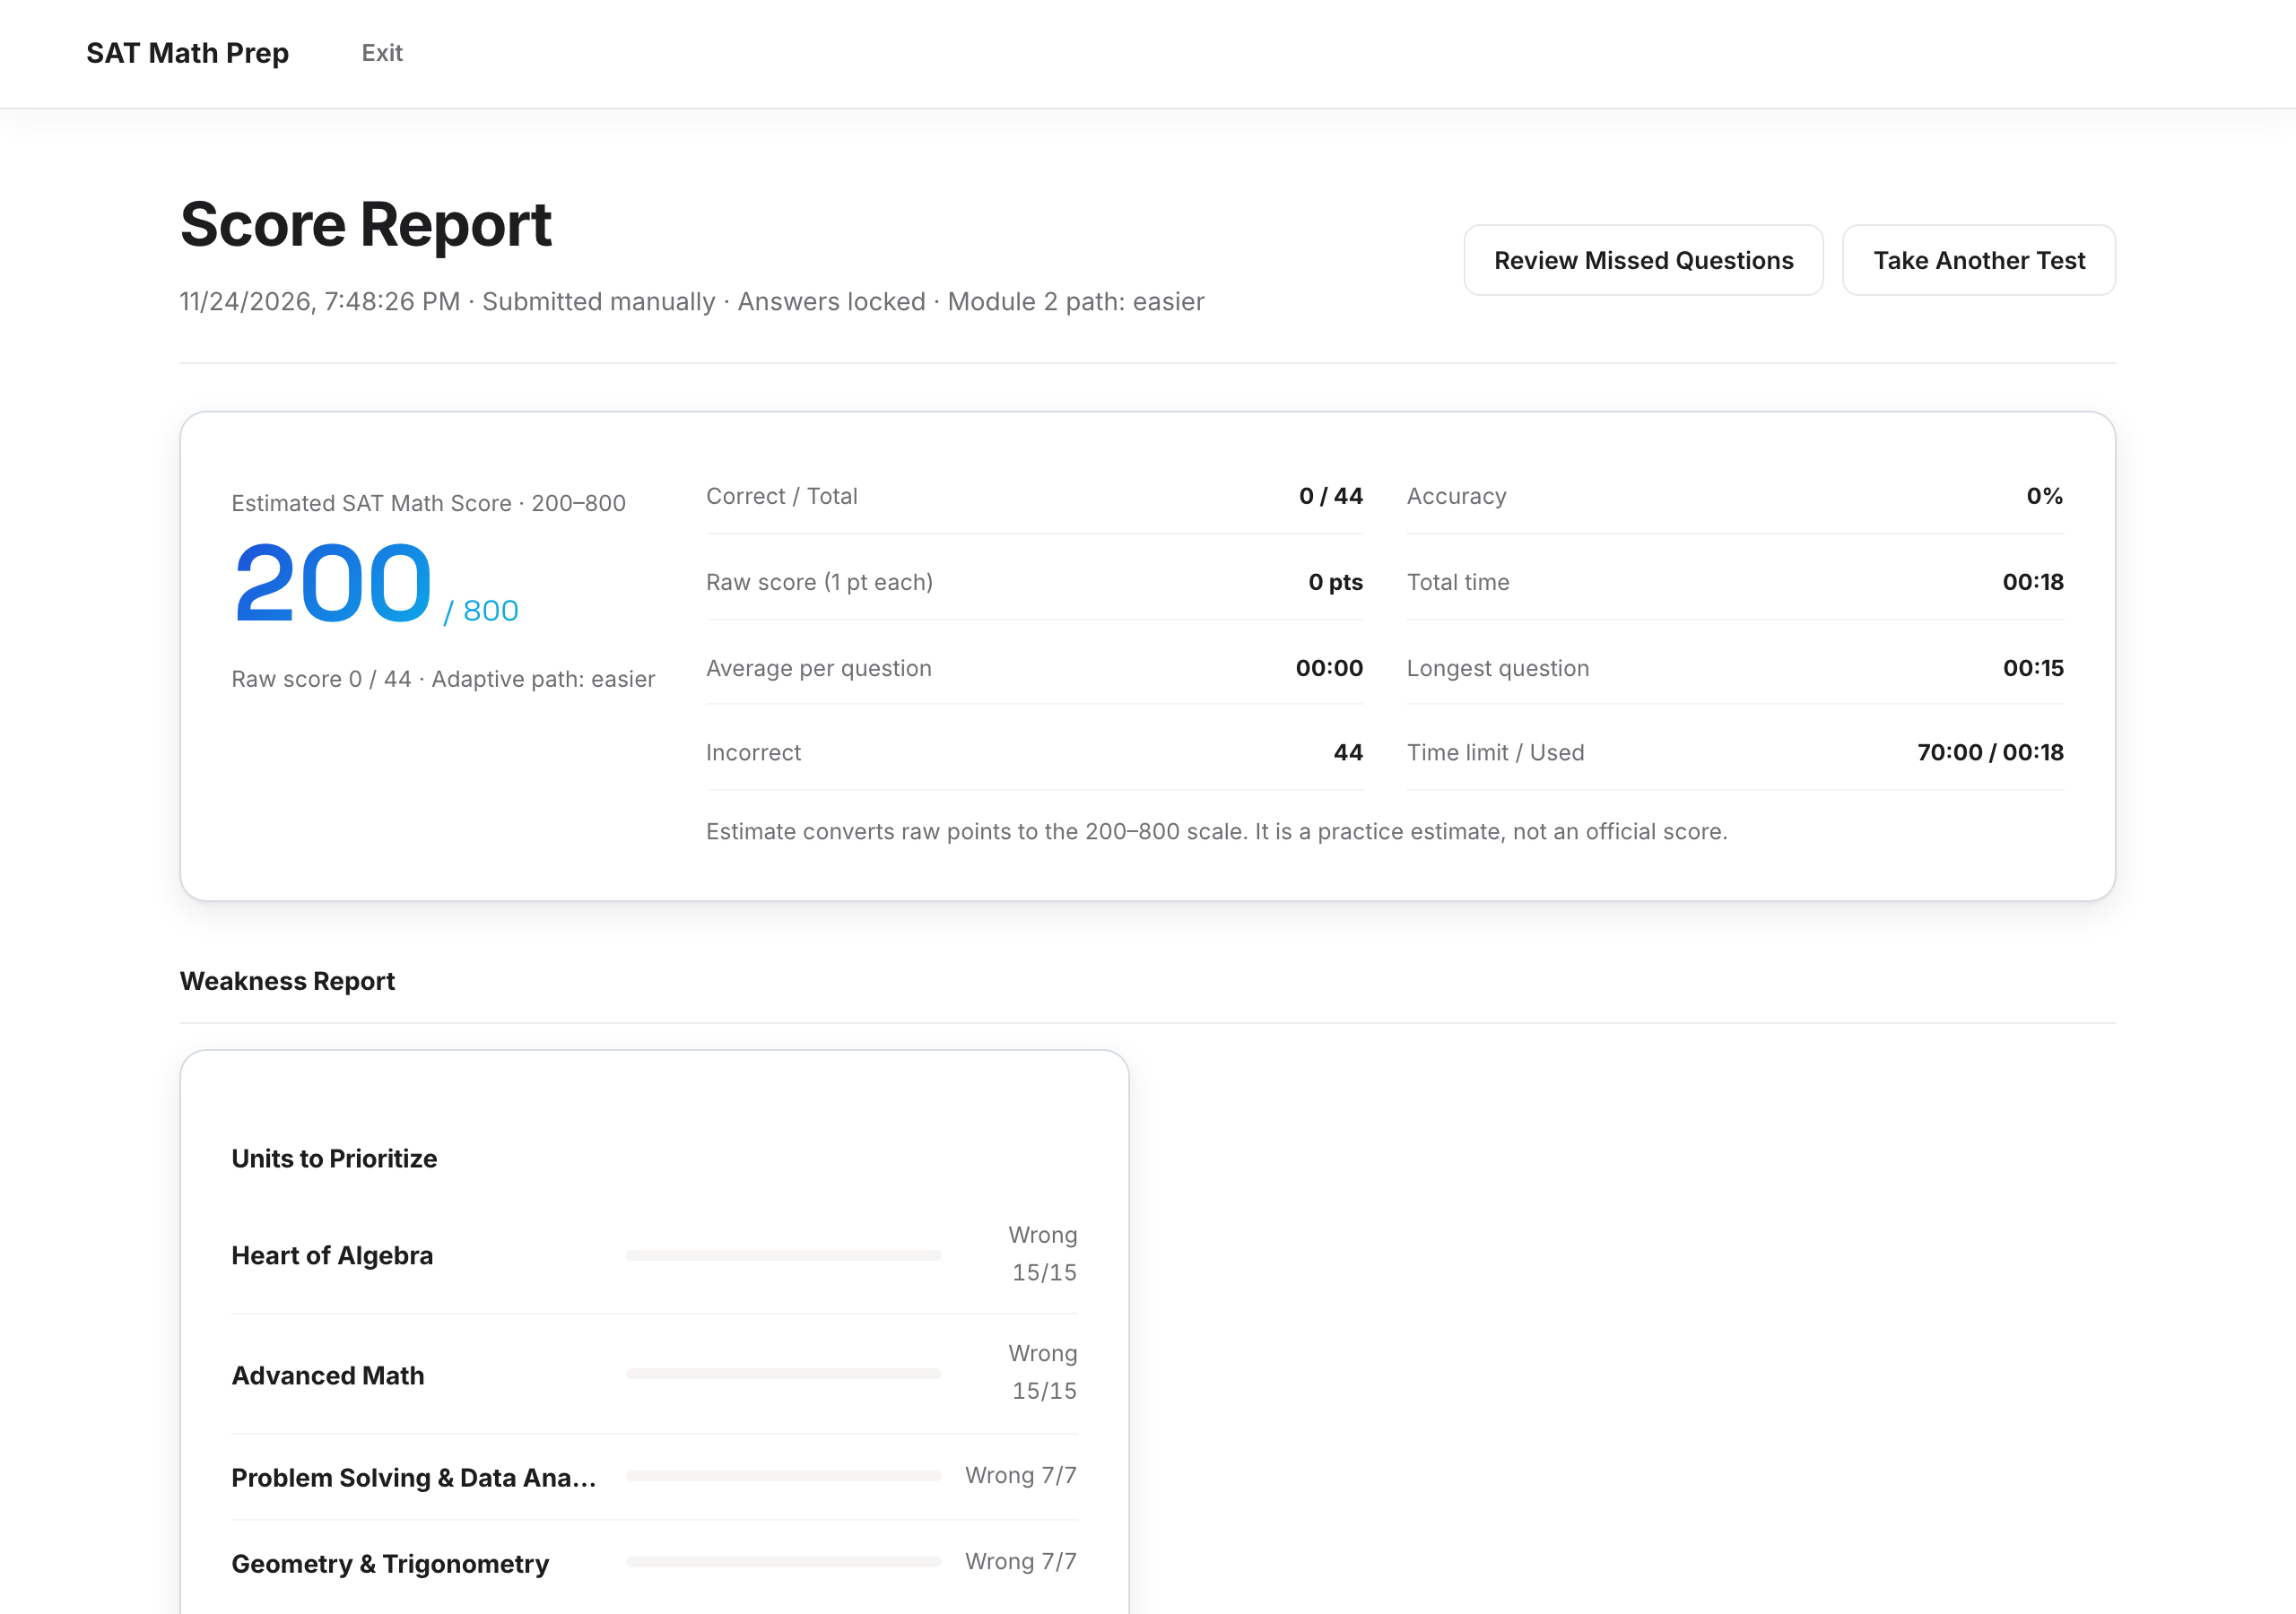 SAT Math Prep
Exit
Score Report
11/24/2026, 7:48:26 PM · Submitted manually · Answers locked · Module 2 path: easier
Review Missed Questions
Take Another Test
Estimated SAT Math Score · 200–800
200 / 800
Raw score 0 / 44 · Adaptive path: easier
Correct / Total 0 / 44
Accuracy 0%
Raw score (1 pt each) 0 pts
Total time 00:18
Average per question 00:00
Longest question 00:15
Incorrect 44
Time limit / Used 70:00 / 00:18
Estimate converts raw points to the 200–800 scale. It is a practice estimate, not an official score.
Weakness Report
Units to Prioritize
Heart of Algebra
Wrong
15/15
Advanced Math
Wrong
15/15
Problem Solving & Data Ana...
Wrong 7/7
Geometry & Trigonometry
Wrong 7/7